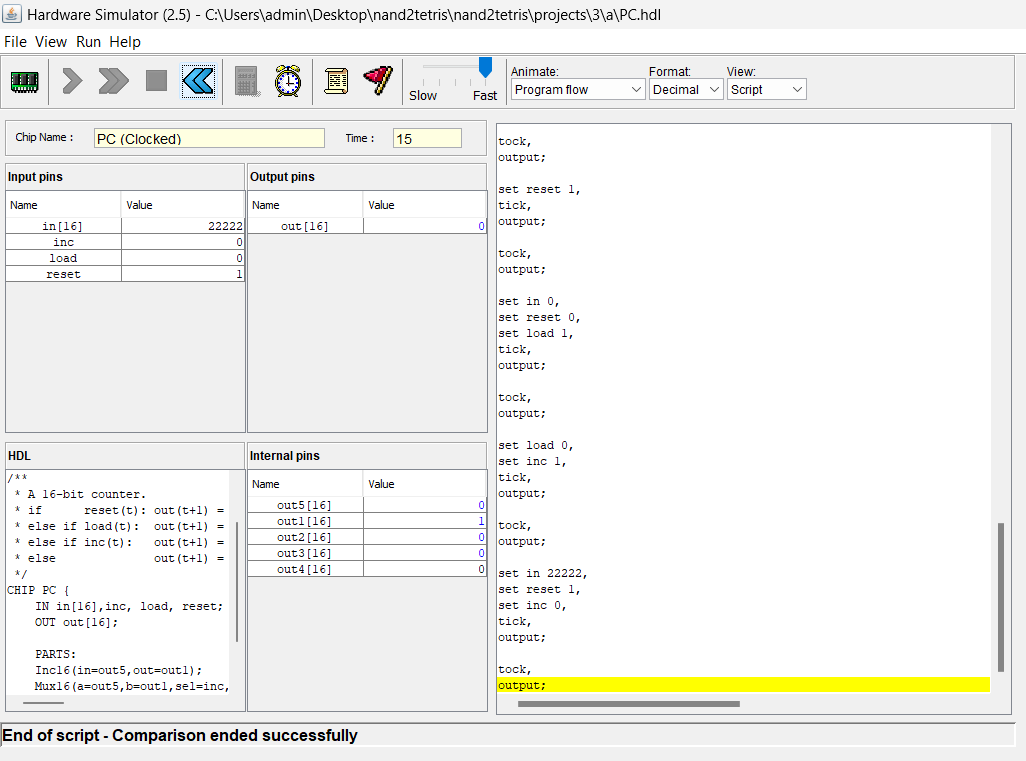 Hardware Simulator (2.5) - C:\Users\admin\Desktop\nand2tetris\nand2tetris\projects\3\a\PC.hdl
File View Run Help
Slow Fast
Animate: Format: View:
Program flow Decimal Script
Chip Name : PC (Clocked) Time : 15
Input pins
Name Value
in[16] 22222
inc 0
load 0
reset 1
Output pins
Name Value
out[16] 0
HDL
/**
* A 16-bit counter.
* if reset(t): out(t+1) =
* else if load(t): out(t+1) =
* else if inc(t): out(t+1) =
* else out(t+1) =
*/
CHIP PC {
IN in[16],inc, load, reset;
OUT out[16];
PARTS:
Inc16(in=out5,out=out1);
Mux16(a=out5,b=out1,sel=inc,
Internal pins
Name Value
out5[16] 0
out1[16] 1
out2[16] 0
out3[16] 0
out4[16] 0
tock,
output;
set reset 1,
tick,
output;
tock,
output;
set in 0,
set reset 0,
set load 1,
tick,
output;
tock,
output;
set load 0,
set inc 1,
tick,
output;
tock,
output;
set in 22222,
set reset 1,
set inc 0,
tick,
output;
tock,
output;
End of script - Comparison ended successfully